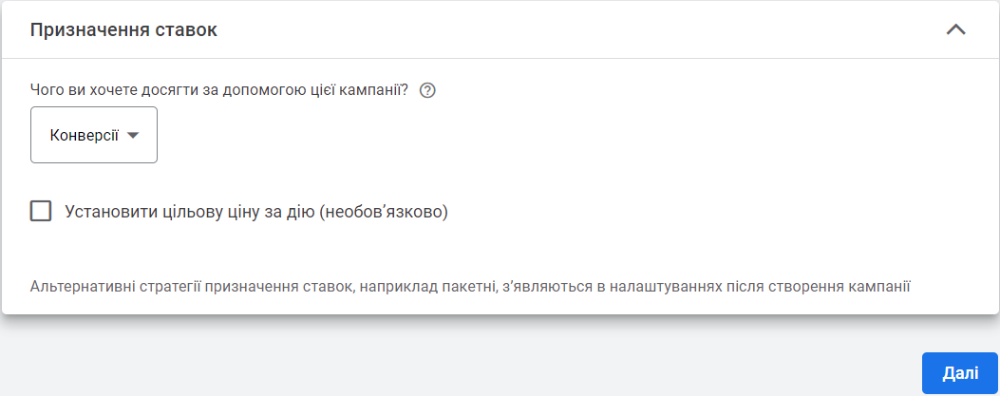 Призначення ставок
Чого ви хочете досягти за допомогою цієї кампанії?
Конверсії
Установити цільову ціну за дію (необов’язково)
Альтернативні стратегії призначення ставок, наприклад пакетні, з’являються в налаштуваннях після створення кампанії
Далі